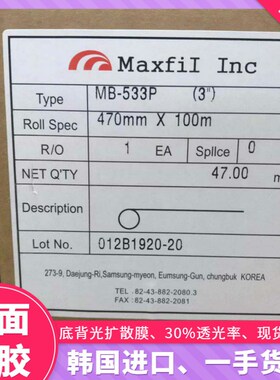 Maxfil Inc
Type MB-533P (3")
Roll Spec 470mm X 100m
R/O 1 EA Splice 0
NET Q'TY 47.00 m
Description
Lot No. 012B1920-20
273-9, Daejung-Ri,Samsung-myeon, Eumsung-Gun, chungbuk KOREA
TEL : 82-43-882-2080.3
FAX : 82-43-882-2081
面
胶
底背光扩散膜、30%透光率、现货
韩国进口、一手货